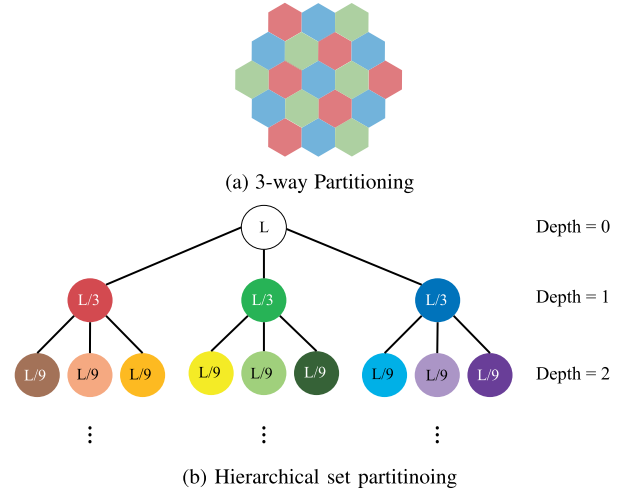 (a) 3-way Partitioning
L
Depth = 0
L/3 L/3 L/3
Depth = 1
L/9 L/9 L/9 L/9 L/9 L/9 L/9 L/9 L/9
Depth = 2
(b) Hierarchical set partitinoing